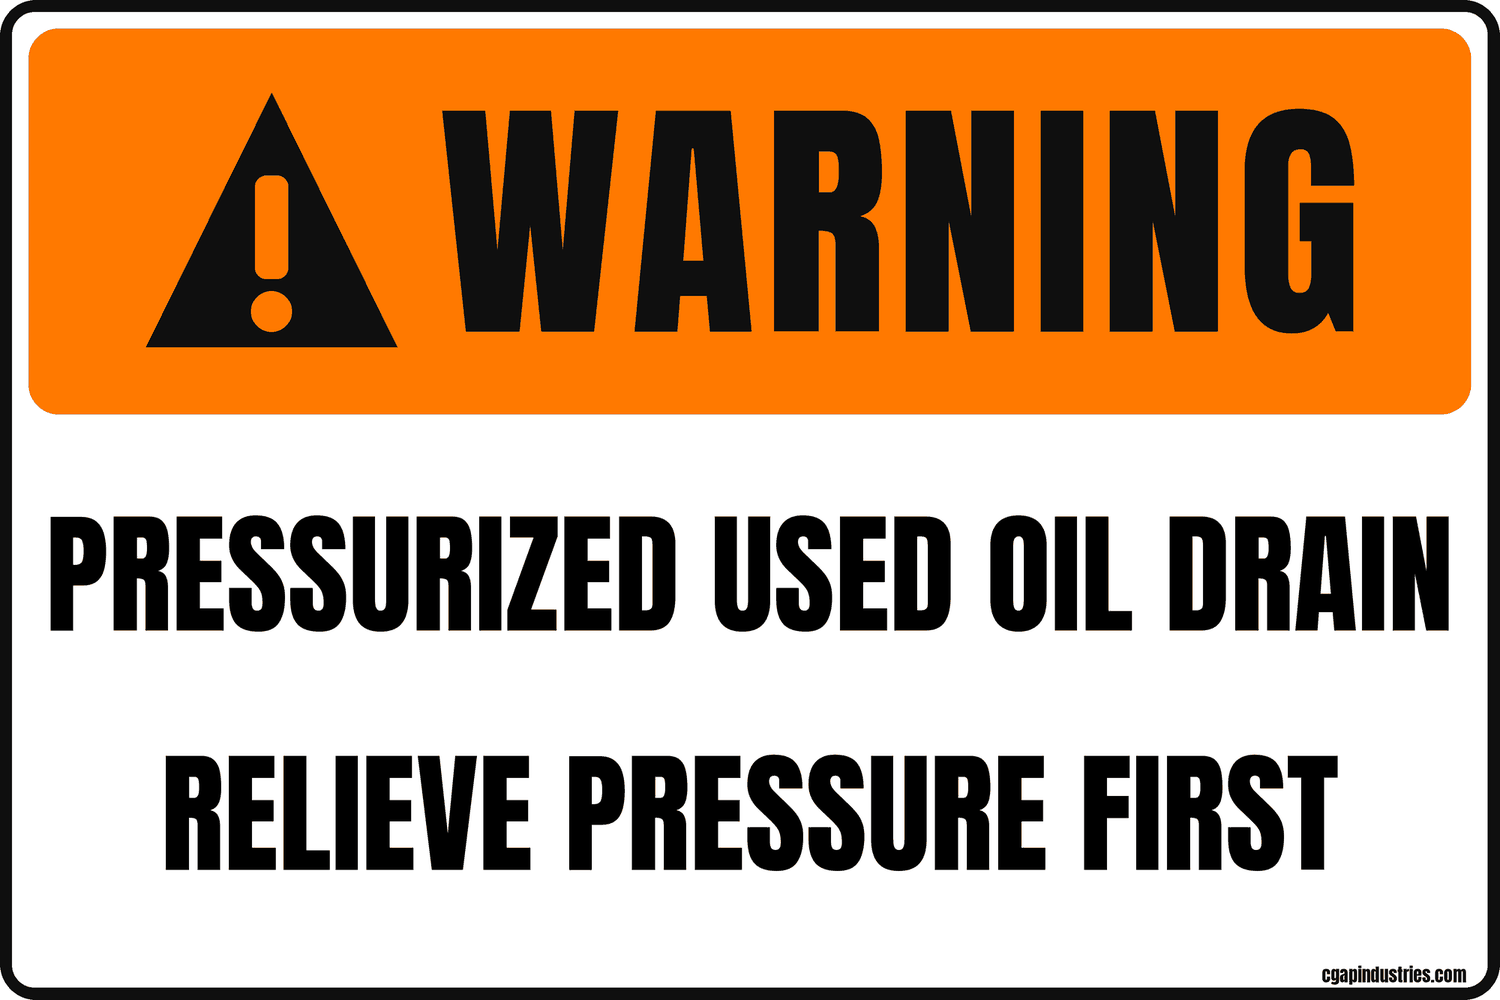 WARNING
PRESSURIZED USED OIL DRAIN
RELIEVE PRESSURE FIRST
cgapindustries.com